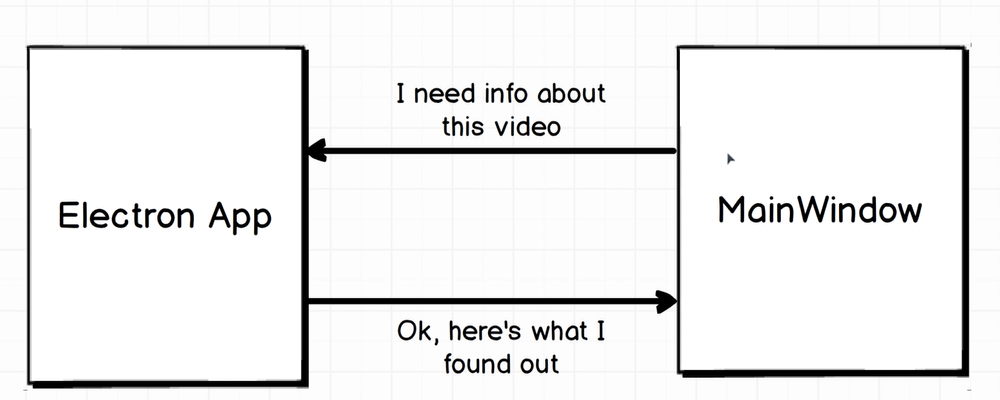 I need info about
this video
Electron App
MainWindow
Ok, here's what I
found out